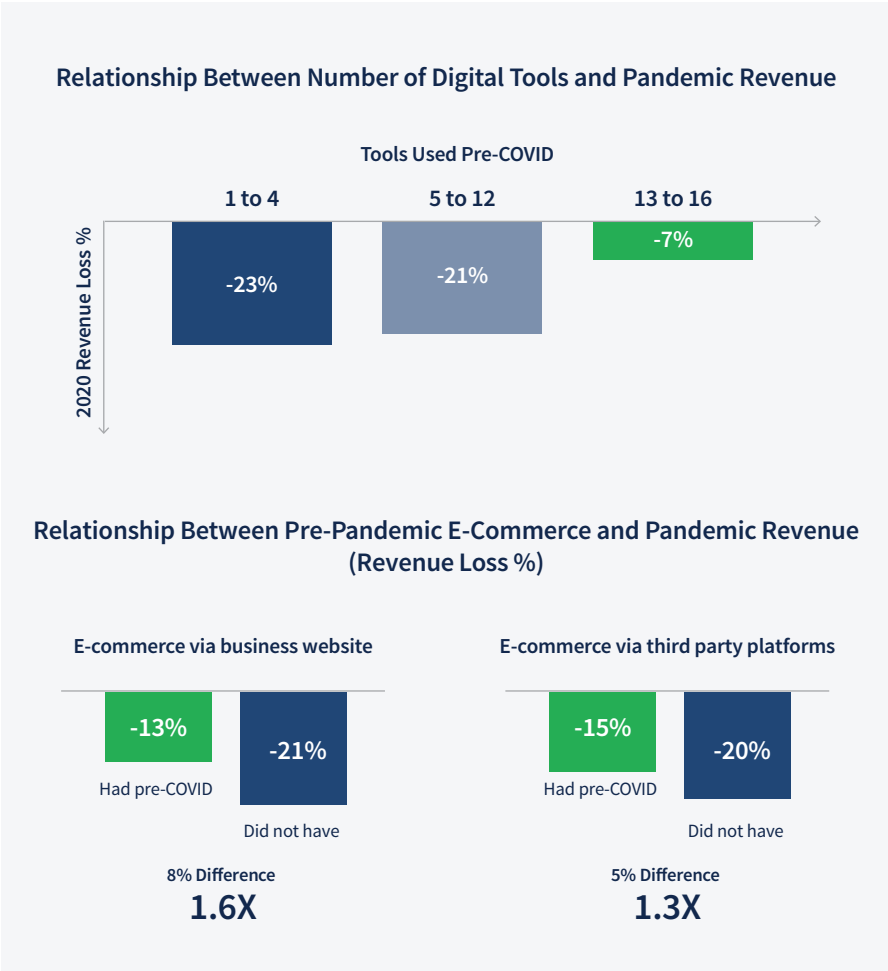 Relationship Between Number of Digital Tools and Pandemic Revenue
Tools Used Pre-COVID
1 to 4
5 to 12
13 to 16
2020 Revenue Loss %
-23%
-21%
-7%
Relationship Between Pre-Pandemic E-Commerce and Pandemic Revenue
(Revenue Loss %)
E-commerce via business website
-13%
-21%
Had pre-COVID
Did not have
8% Difference
1.6X
E-commerce via third party platforms
-15%
-20%
Had pre-COVID
Did not have
5% Difference
1.3X